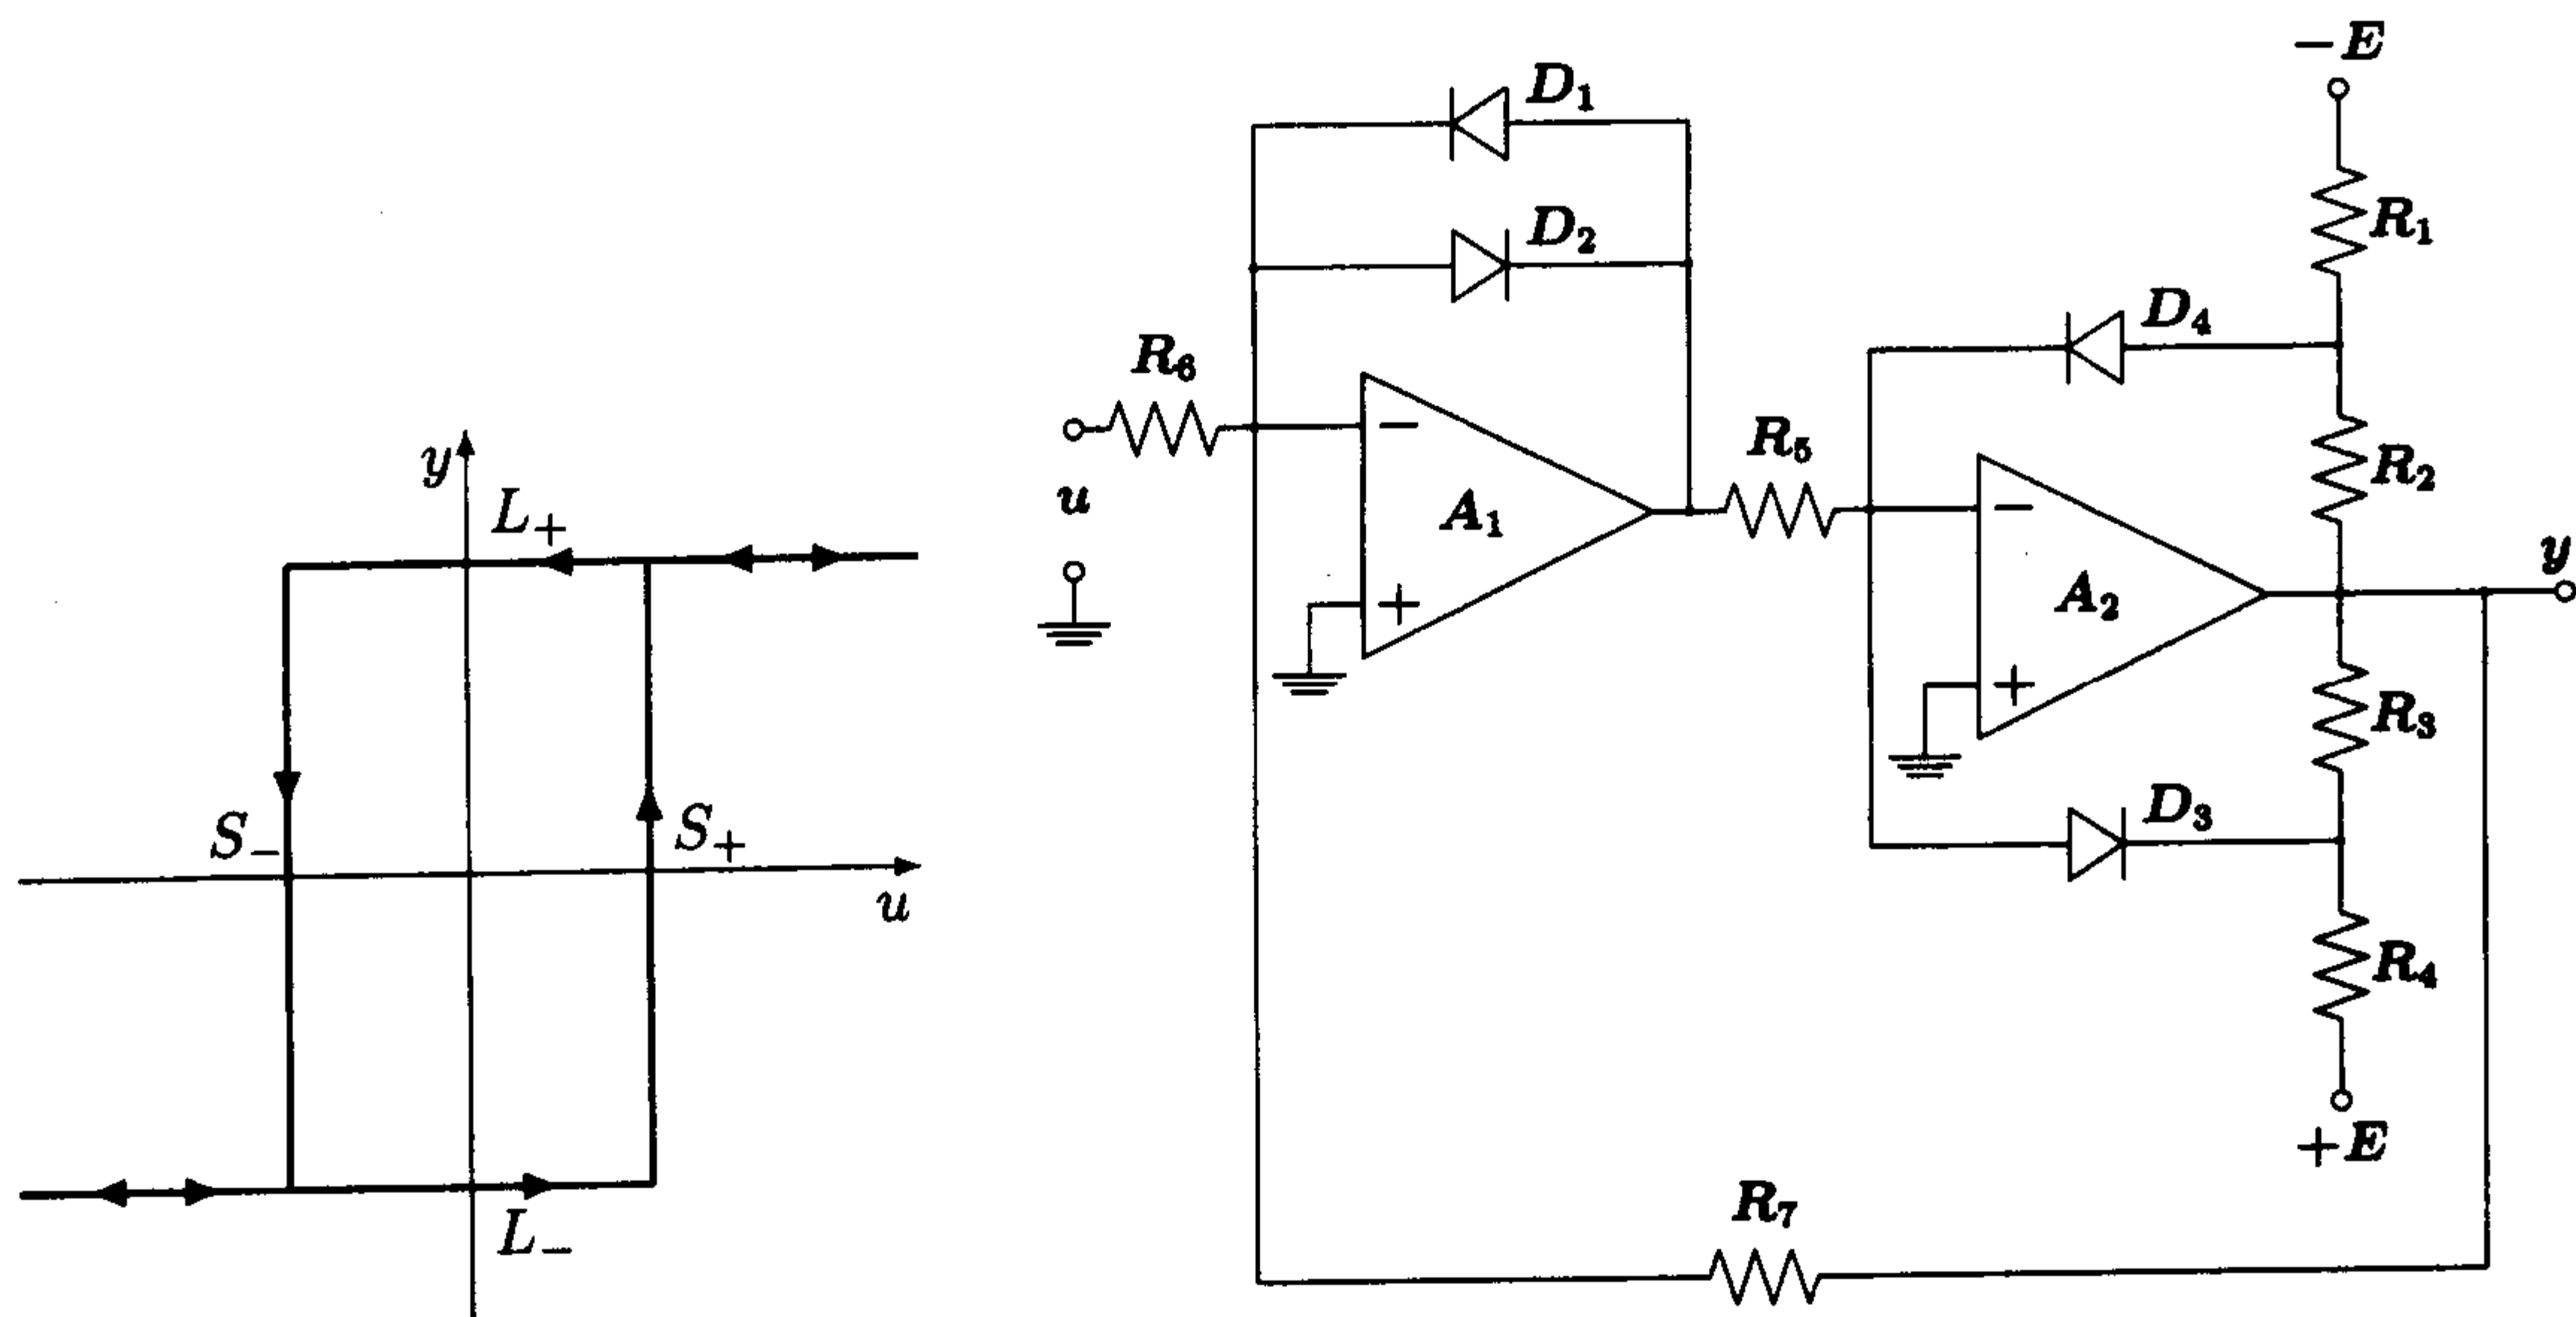 y
L₊
S₋
S₊
u
L₋
−E
D₁
R₁
D₂
D₄
R₆
R₅
R₂
u
−
A₁
+
−
A₂
+
y
R₃
D₃
R₄
+E
R₇